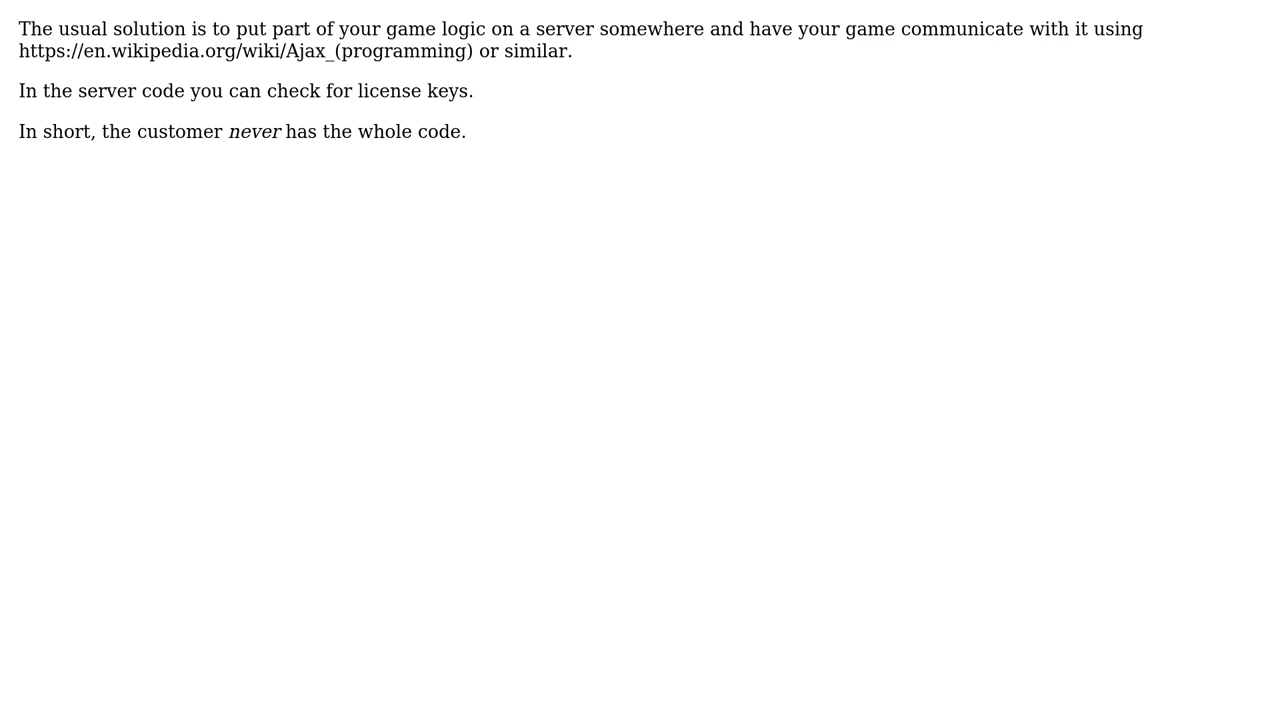 The usual solution is to put part of your game logic on a server somewhere and have your game communicate with it using
https://en.wikipedia.org/wiki/Ajax_(programming) or similar.
In the server code you can check for license keys.
In short, the customer never has the whole code.